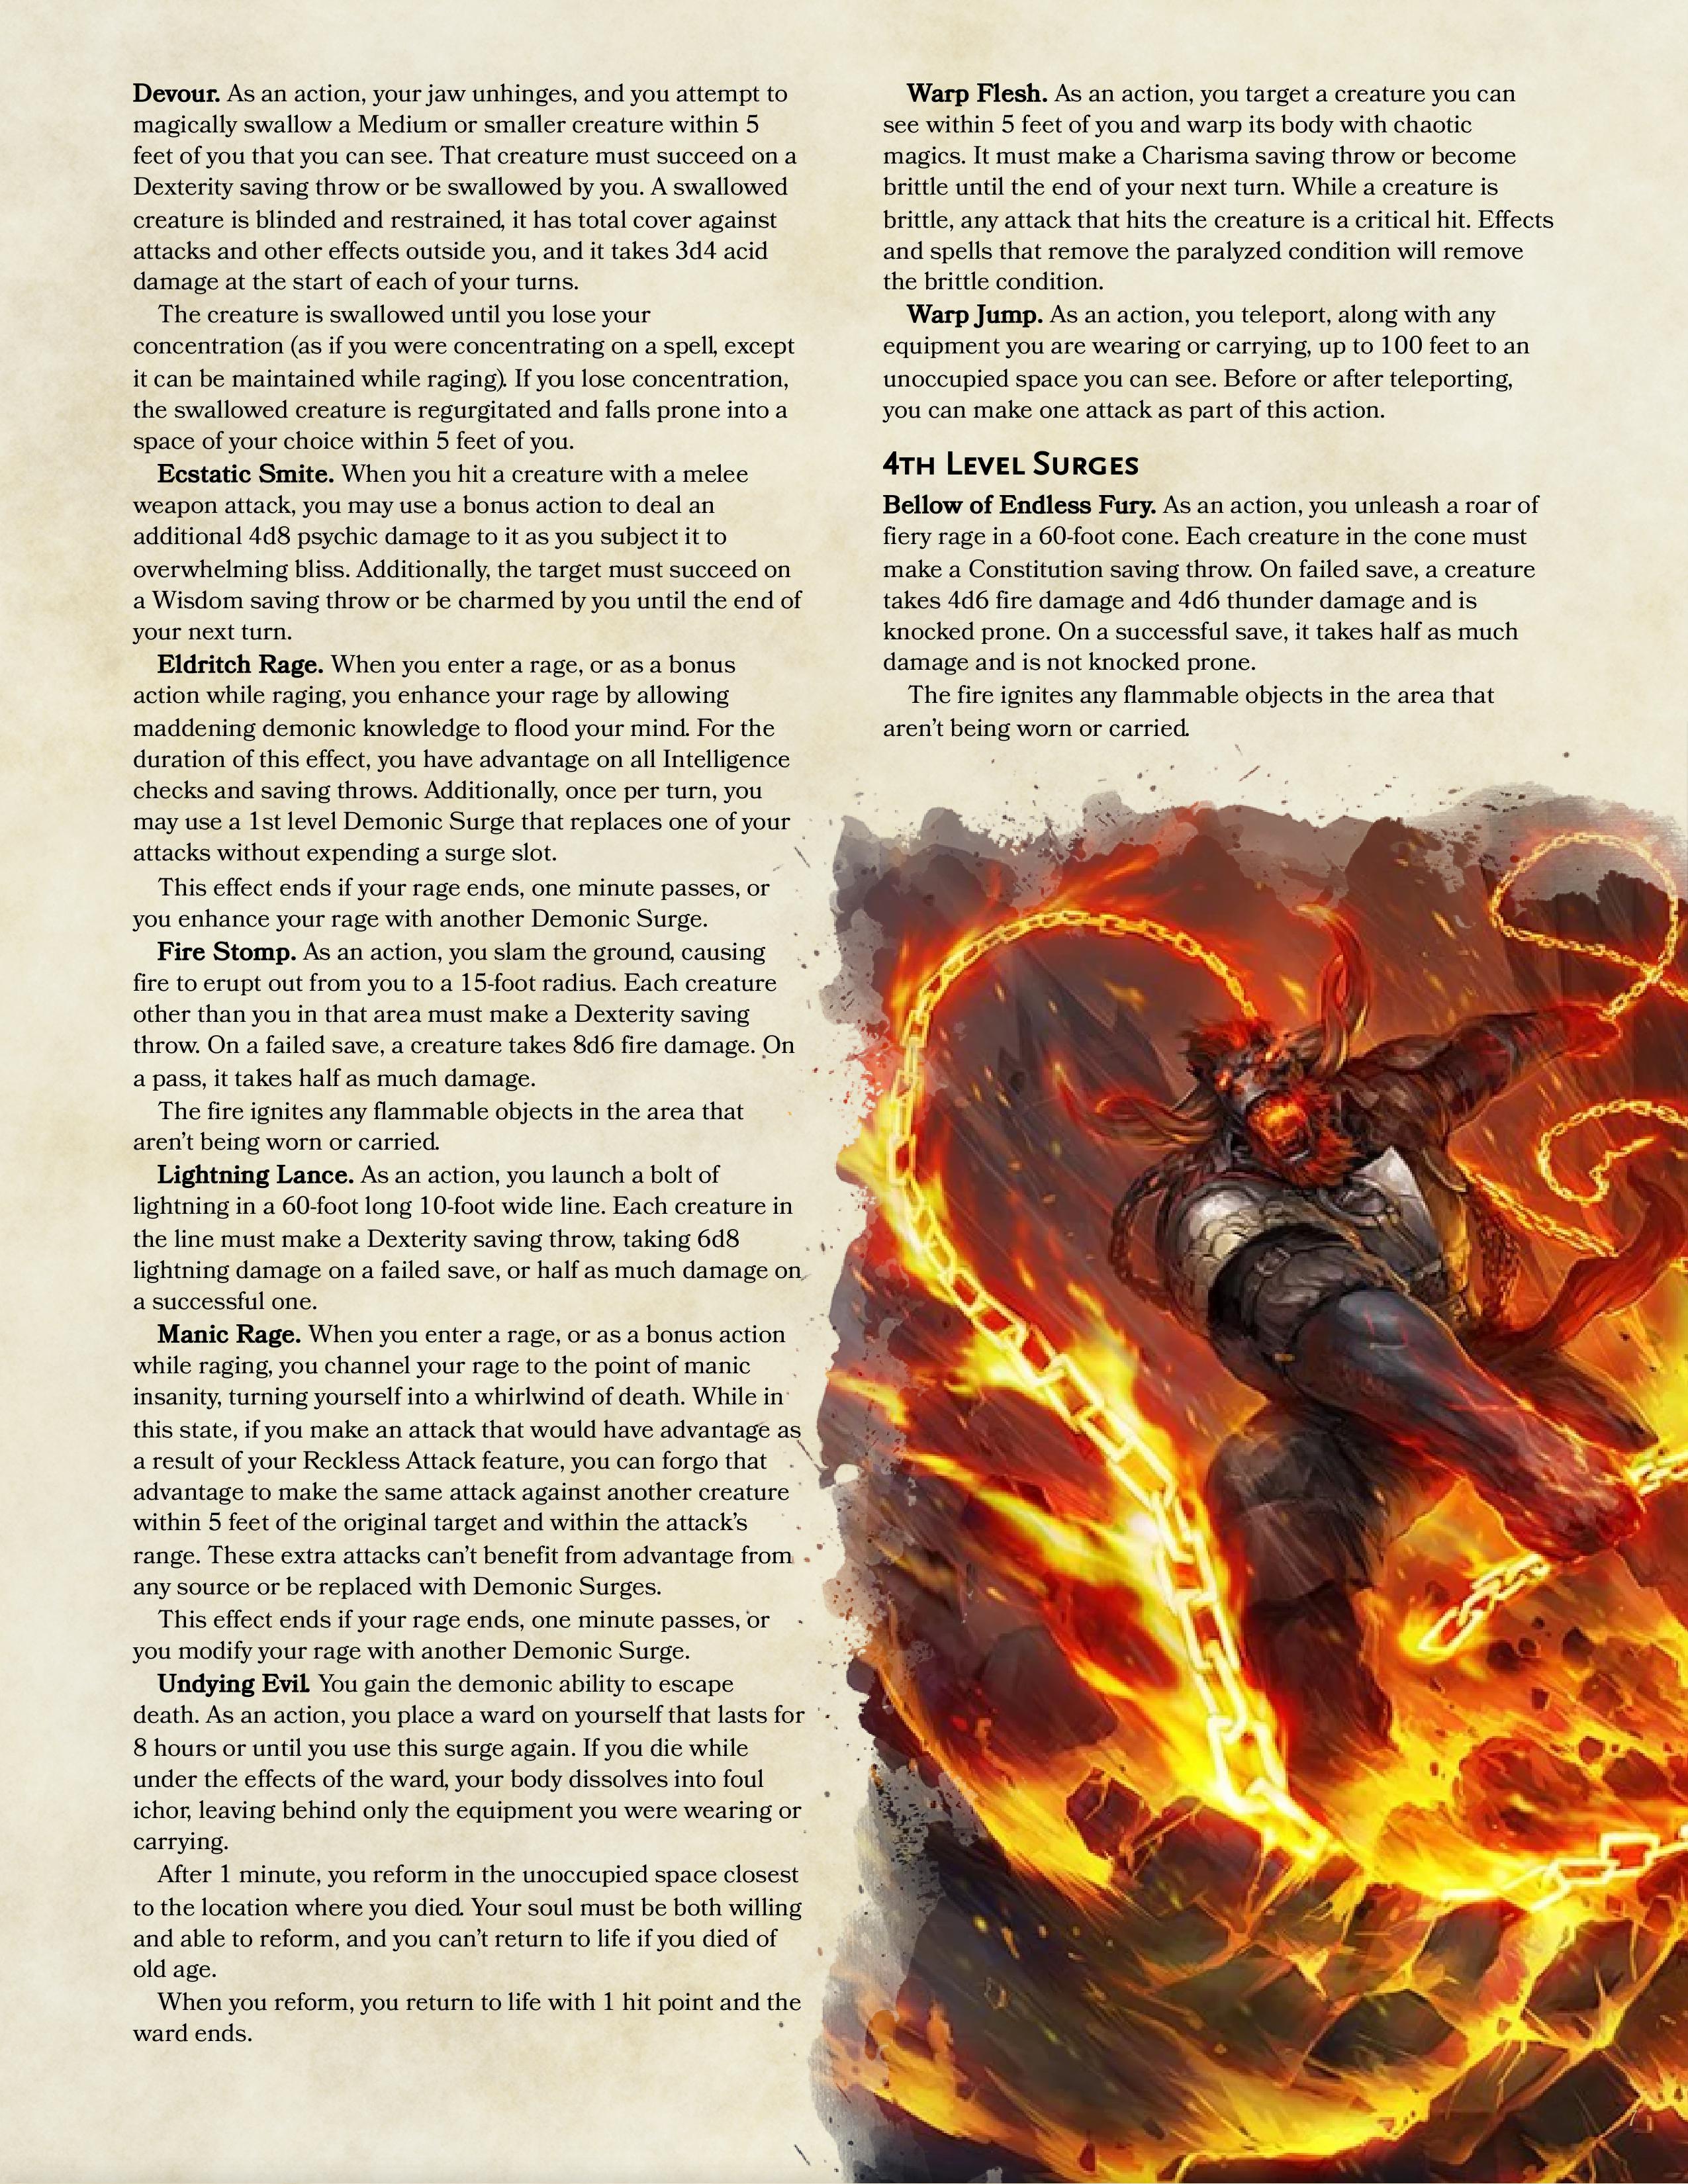 Devour. As an action, your jaw unhinges, and you attempt to
magically swallow a Medium or smaller creature within 5
feet of you that you can see. That creature must succeed on a
Dexterity saving throw or be swallowed by you. A swallowed
creature is blinded and restrained, it has total cover against
attacks and other effects outside you, and it takes 3d4 acid
damage at the start of each of your turns.
The creature is swallowed until you lose your
concentration (as if you were concentrating on a spell, except
it can be maintained while raging). If you lose concentration,
the swallowed creature is regurgitated and falls prone into a
space of your choice within 5 feet of you.
Ecstatic Smite. When you hit a creature with a melee
weapon attack, you may use a bonus action to deal an
additional 4d8 psychic damage to it as you subject it to
overwhelming bliss. Additionally, the target must succeed on
a Wisdom saving throw or be charmed by you until the end of
your next turn.
Eldritch Rage. When you enter a rage, or as a bonus
action while raging, you enhance your rage by allowing
maddening demonic knowledge to flood your mind. For the
duration of this effect, you have advantage on all Intelligence
checks and saving throws. Additionally, once per turn, you
may use a 1st level Demonic Surge that replaces one of your
attacks without expending a surge slot.
This effect ends if your rage ends, one minute passes, or
you enhance your rage with another Demonic Surge.
Fire Stomp. As an action, you slam the ground, causing
fire to erupt out from you to a 15-foot radius. Each creature
other than you in that area must make a Dexterity saving
throw. On a failed save, a creature takes 8d6 fire damage. On
a pass, it takes half as much damage.
The fire ignites any flammable objects in the area that
aren't being worn or carried.
Lightning Lance. As an action, you launch a bolt of
lightning in a 60-foot long 10-foot wide line. Each creature in
the line must make a Dexterity saving throw, taking 6d8
lightning damage on a failed save, or half as much damage on
a successful one.
Manic Rage. When you enter a rage, or as a bonus action
while raging, you channel your rage to the point of manic
insanity, turning yourself into a whirlwind of death. While in
this state, if you make an attack that would have advantage as
a result of your Reckless Attack feature, you can forgo that
advantage to make the same attack against another creature
within 5 feet of the original target and within the attack's
range. These extra attacks can't benefit from advantage from
any source or be replaced with Demonic Surges.
This effect ends if your rage ends, one minute passes, or
you modify your rage with another Demonic Surge.
Undying Evil. You gain the demonic ability to escape
death. As an action, you place a ward on yourself that lasts for
8 hours or until you use this surge again. If you die while
under the effects of the ward, your body dissolves into foul
ichor, leaving behind only the equipment you were wearing or
carrying.
After 1 minute, you reform in the unoccupied space closest
to the location where you died. Your soul must be both willing
and able to reform, and you can't return to life if you died of
old age.
When you reform, you return to life with 1 hit point and the
ward ends.
Warp Flesh. As an action, you target a creature you can
see within 5 feet of you and warp its body with chaotic
magics. It must make a Charisma saving throw or become
brittle until the end of your next turn. While a creature is
brittle, any attack that hits the creature is a critical hit. Effects
and spells that remove the paralyzed condition will remove
the brittle condition.
Warp Jump. As an action, you teleport, along with any
equipment you are wearing or carrying, up to 100 feet to an
unoccupied space you can see. Before or after teleporting,
you can make one attack as part of this action.
4th Level Surges
Bellow of Endless Fury. As an action, you unleash a roar of
fiery rage in a 60-foot cone. Each creature in the cone must
make a Constitution saving throw. On failed save, a creature
takes 4d6 fire damage and 4d6 thunder damage and is
knocked prone. On a successful save, it takes half as much
damage and is not knocked prone.
The fire ignites any flammable objects in the area that
aren't being worn or carried.